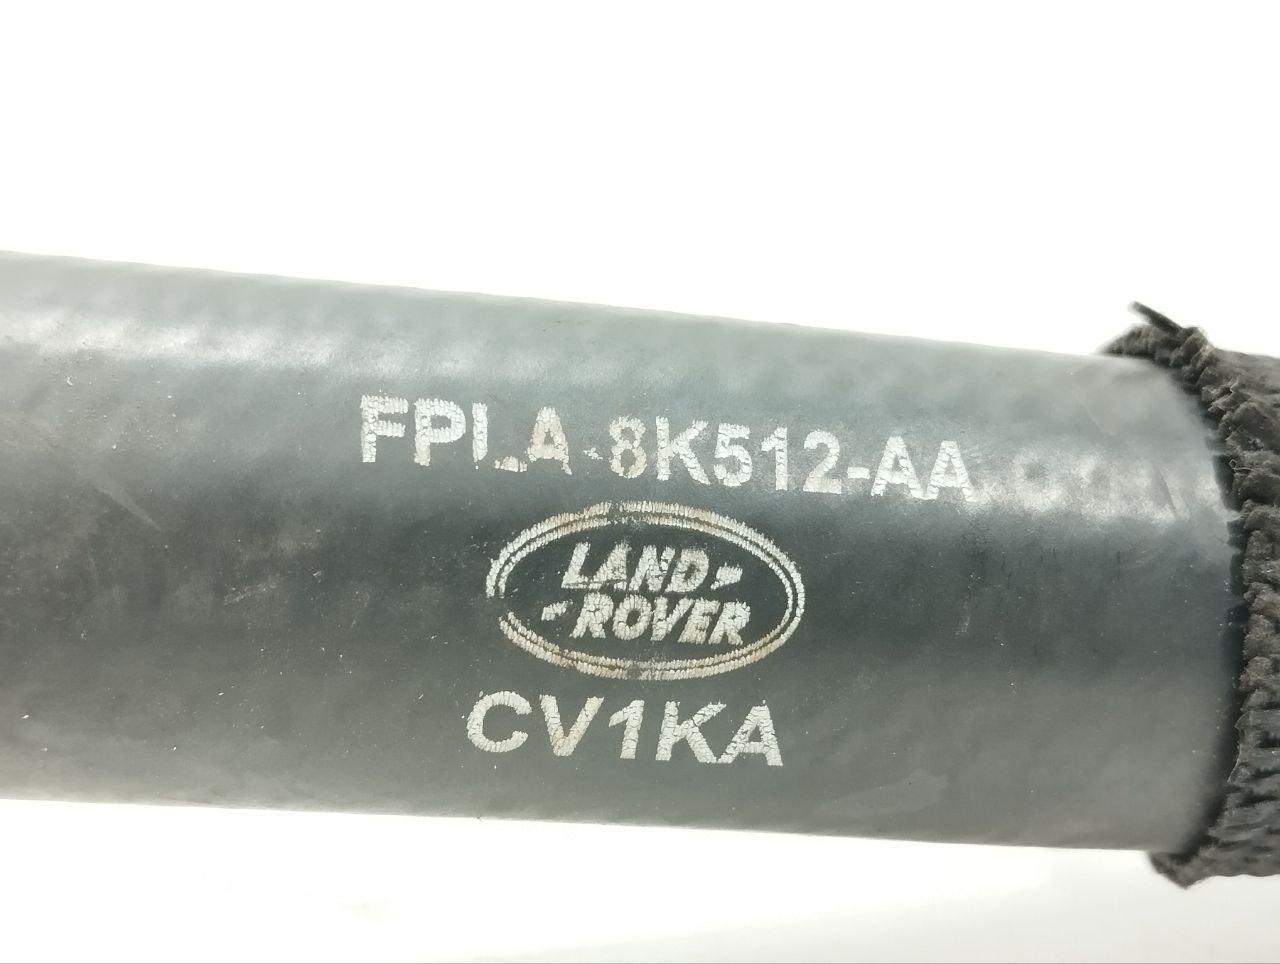 FPLA-8K512-AA
LAND-
-ROVER
CV1KA